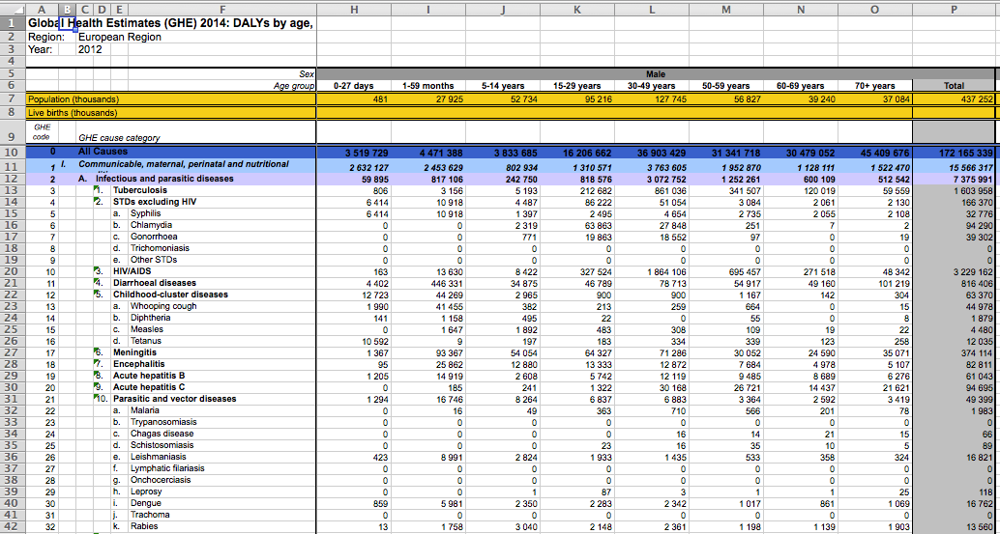 A B C D E F H I J K L M N O P
1 Global Health Estimates (GHE) 2014: DALYs by age,
2 Region: European Region
3 Year: 2012
4
5 Sex Male
6 Age group 0-27 days 1-59 months 5-14 years 15-29 years 30-49 years 50-59 years 60-69 years 70+ years Total
7 Population (thousands) 481 27 925 52 734 95 216 127 745 56 827 39 240 37 084 437 252
8 Live births (thousands)
GHE
9 code GHE cause category
10 0 All Causes 3 519 729 4 471 388 3 833 685 16 206 662 36 903 429 31 341 718 30 479 052 45 409 676 172 165 339
11 1 I. Communicable, maternal, perinatal and nutritional 2 632 127 2 453 629 802 934 1 310 571 3 763 605 1 952 870 1 128 111 1 522 470 15 566 317
12 2 A. Infectious and parasitic diseases 59 895 817 106 242 750 818 576 3 072 752 1 252 261 600 109 512 542 7 375 991
13 3 1. Tuberculosis 806 3 156 5 193 212 682 861 036 341 507 120 019 59 559 1 603 958
14 4 2. STDs excluding HIV 6 414 10 918 4 487 86 222 51 054 3 084 2 061 2 130 166 370
15 5 a. Syphilis 6 414 10 918 1 397 2 495 4 654 2 735 2 055 2 108 32 776
16 6 b. Chlamydia 0 0 2 319 63 863 27 848 251 7 2 94 290
17 7 c. Gonorrhoea 0 0 771 19 863 18 552 97 0 19 39 302
18 8 d. Trichomoniasis 0 0 0 0 0 0 0 0 0
19 9 e. Other STDs 0 0 0 0 0 0 0 0 0
20 10 3. HIV/AIDS 163 13 630 8 422 327 524 1 864 106 695 457 271 518 48 342 3 229 162
21 11 4. Diarrhoeal diseases 4 402 446 331 34 875 46 789 78 713 54 917 49 160 101 219 816 406
22 12 5. Childhood-cluster diseases 12 723 44 269 2 965 900 900 1 167 142 304 63 370
23 13 a. Whooping cough 1 990 41 455 382 213 259 664 0 15 44 978
24 14 b. Diphtheria 141 1 158 495 22 0 55 0 8 1 879
25 15 c. Measles 0 1 647 1 892 483 308 109 19 22 4 480
26 16 d. Tetanus 10 592 9 197 183 334 339 123 258 12 035
27 17 6. Meningitis 1 367 93 367 54 054 64 327 71 286 30 052 24 590 35 071 374 114
28 18 7. Encephalitis 95 25 862 12 880 13 333 12 872 7 684 4 978 5 107 82 811
29 19 8. Acute hepatitis B 1 205 14 919 2 608 5 742 12 119 9 485 8 689 6 276 61 043
30 20 9. Acute hepatitis C 0 185 241 1 322 30 168 26 721 14 437 21 621 94 695
31 21 10. Parasitic and vector diseases 1 294 16 746 8 264 6 837 6 883 3 364 2 592 3 419 49 399
32 22 a. Malaria 0 16 49 363 710 566 201 78 1 983
33 23 b. Trypanosomiasis 0 0 0 0 0 0 0 0 0
34 24 c. Chagas disease 0 0 0 0 16 14 21 15 66
35 25 d. Schistosomiasis 0 0 0 23 16 35 10 5 89
36 26 e. Leishmaniasis 423 8 991 2 824 1 933 1 435 533 358 324 16 821
37 27 f. Lymphatic filariasis 0 0 0 0 0 0 0 0 0
38 28 g. Onchocerciasis 0 0 0 0 0 0 0 0 0
39 29 h. Leprosy 0 0 1 87 3 1 1 25 118
40 30 i. Dengue 859 5 981 2 350 2 283 2 342 1 017 861 1 069 16 762
41 31 j. Trachoma 0 0 0 0 0 0 0 0 0
42 32 k. Rabies 13 1 758 3 040 2 148 2 361 1 198 1 139 1 903 13 560